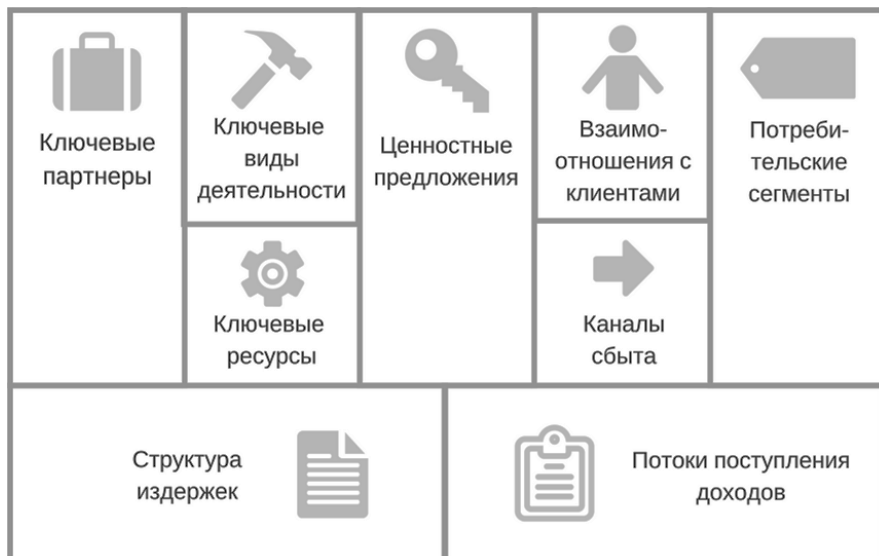 Ключевые
партнеры
Ключевые
виды
деятельности
Ключевые
ресурсы
Ценностные
предложения
Взаимо-
отношения с
клиентами
Каналы
сбыта
Потреби-
тельские
сегменты
Структура
издержек
Потоки поступления
доходов